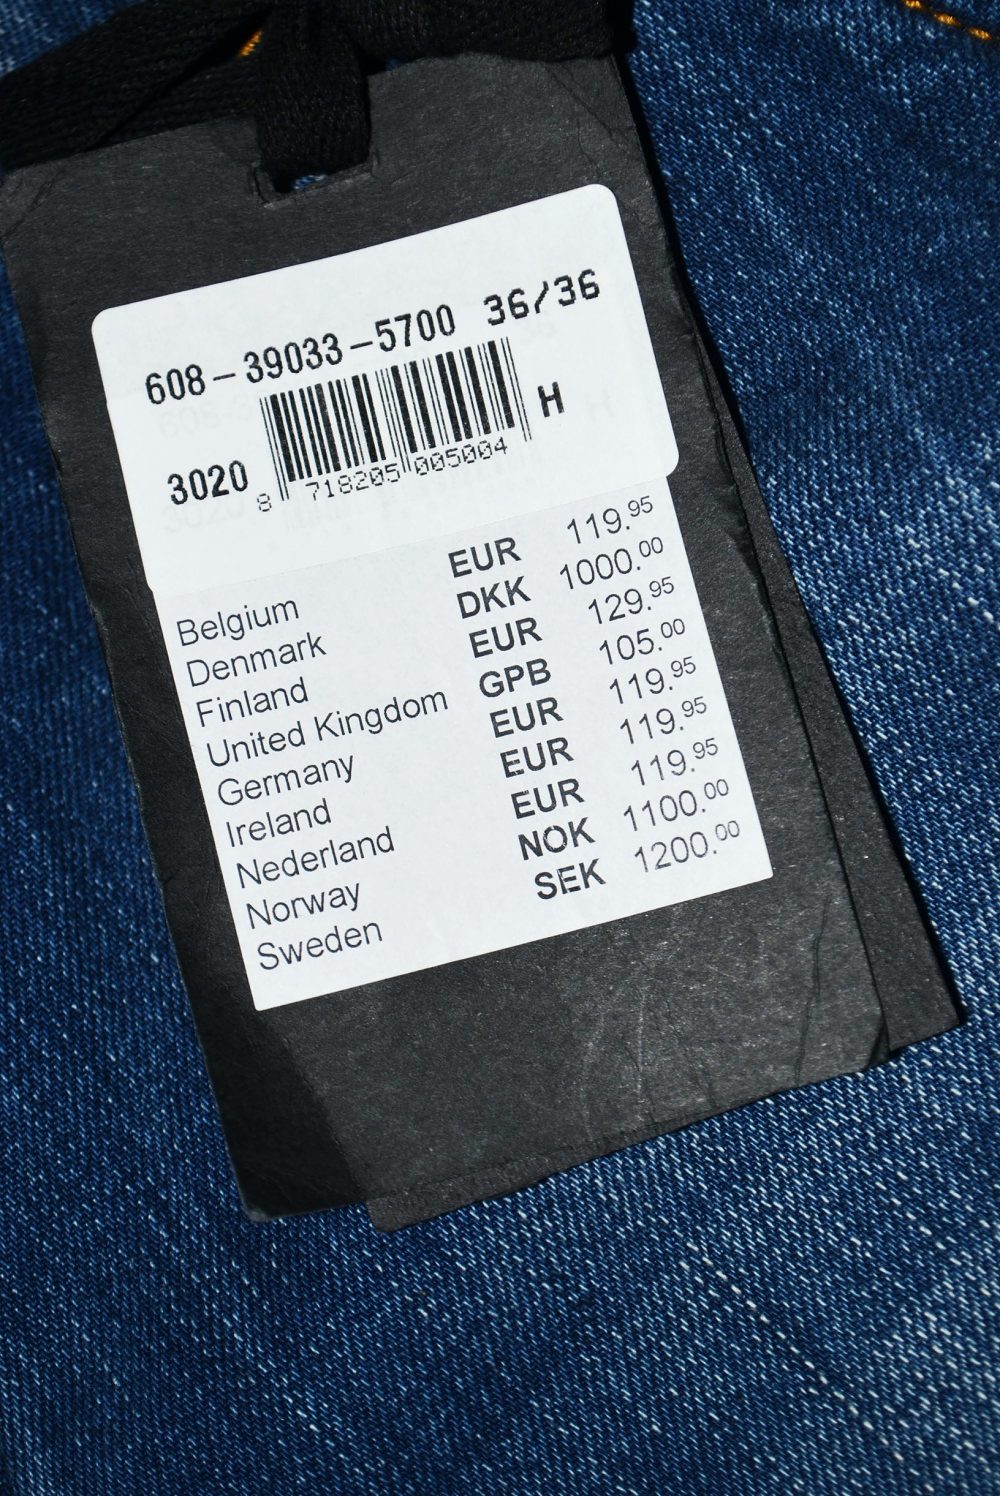 608-39033-5700 36/36
3020 H
8 718205 005004
Belgium EUR 119.95
Denmark DKK 1000.00
Finland EUR 129.95
United Kingdom GPB 105.00
Germany EUR 119.95
Ireland EUR 119.95
Nederland EUR 119.95
Norway NOK 1100.00
Sweden SEK 1200.00